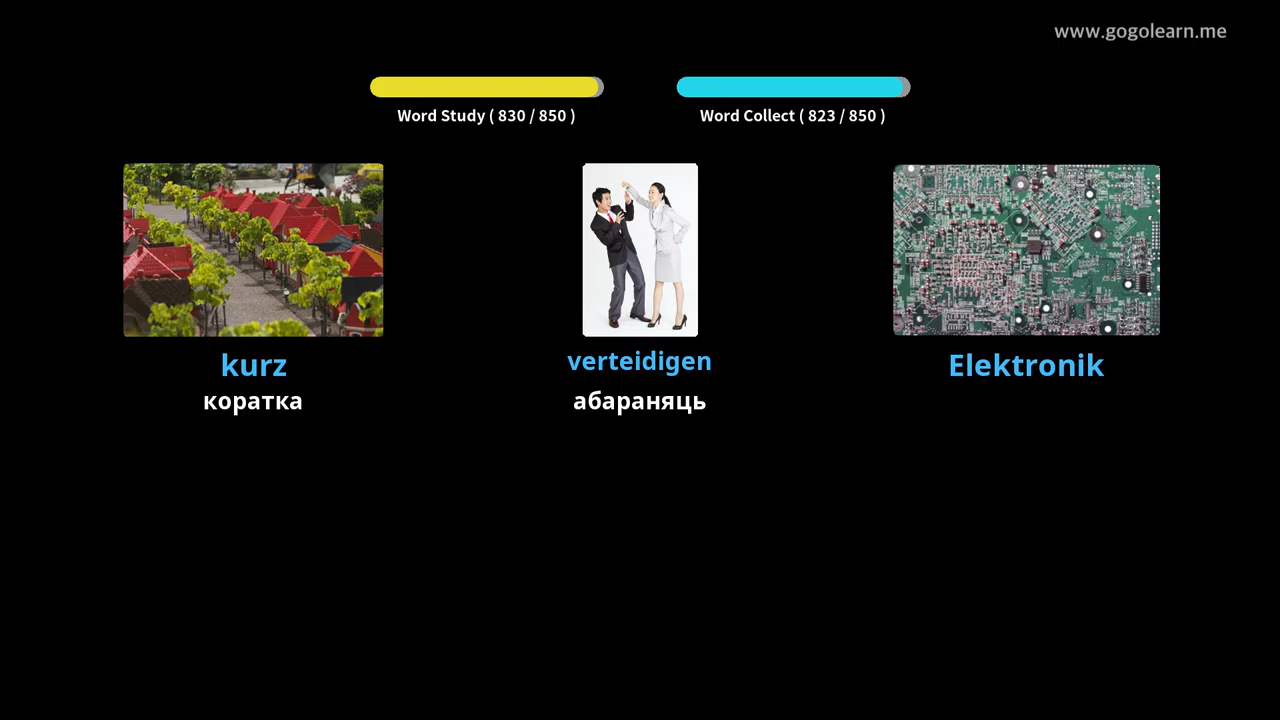 www.gogolearn.me
Word Study ( 830 / 850 )
Word Collect ( 823 / 850 )
kurz
коратка
verteidigen
абараняць
Elektronik